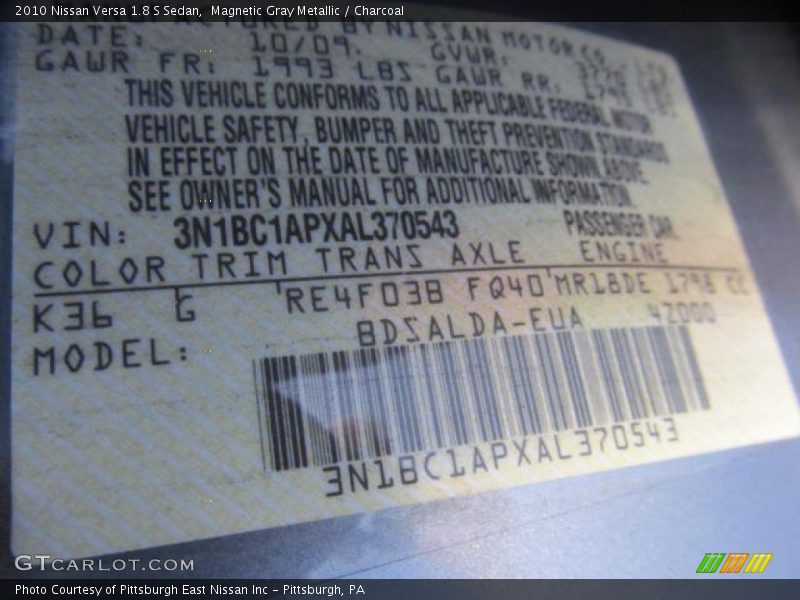 2010 Nissan Versa 1.8 S Sedan, Magnetic Gray Metallic / Charcoal
BY NISSAN MOTOR CO.
DATE: 10/09. GVWR:
GAWR FR: 1993 LBS GAWR RR:
THIS VEHICLE CONFORMS TO ALL APPLICABLE FEDERAL MOTOR
VEHICLE SAFETY, BUMPER AND THEFT PREVENTION STANDARDS
IN EFFECT ON THE DATE OF MANUFACTURE SHOWN ABOVE.
SEE OWNER'S MANUAL FOR ADDITIONAL INFORMATION.
VIN: 3N1BC1APXAL370543 PASSENGER CAR.
COLOR TRIM TRANS AXLE ENGINE
K36 G RE4F03B FQ40 MR18DE 1798 CC
MODEL: BDSALDA-EUA 42000
3N1BC1APXAL370543
GTCARLOT.COM
Photo Courtesy of Pittsburgh East Nissan Inc - Pittsburgh, PA